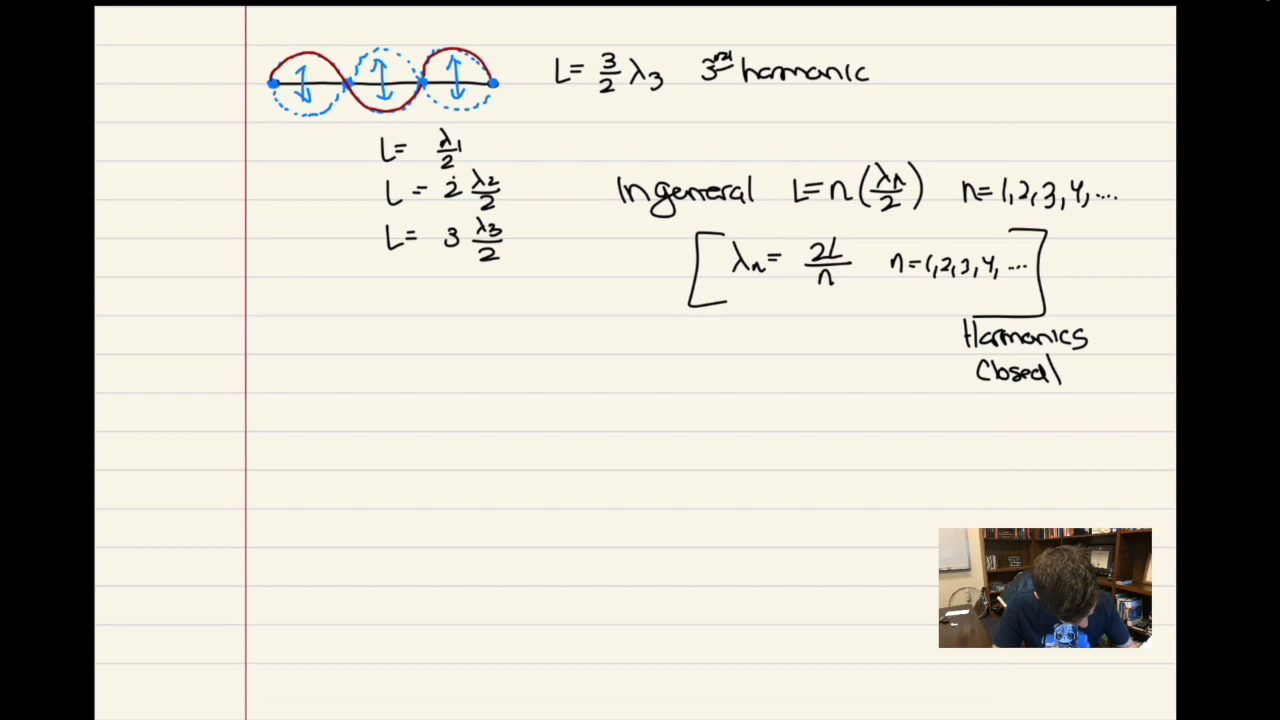 L = 3/2 λ₃ 3rd harmonic
L = λ₁/2
L = 2 λ₂/2
L = 3 λ₃/2
In general L = n (λn/2) n = 1, 2, 3, 4, ...
[ λn = 2L/n n = 1, 2, 3, 4, ... ]
Harmonics
Closed